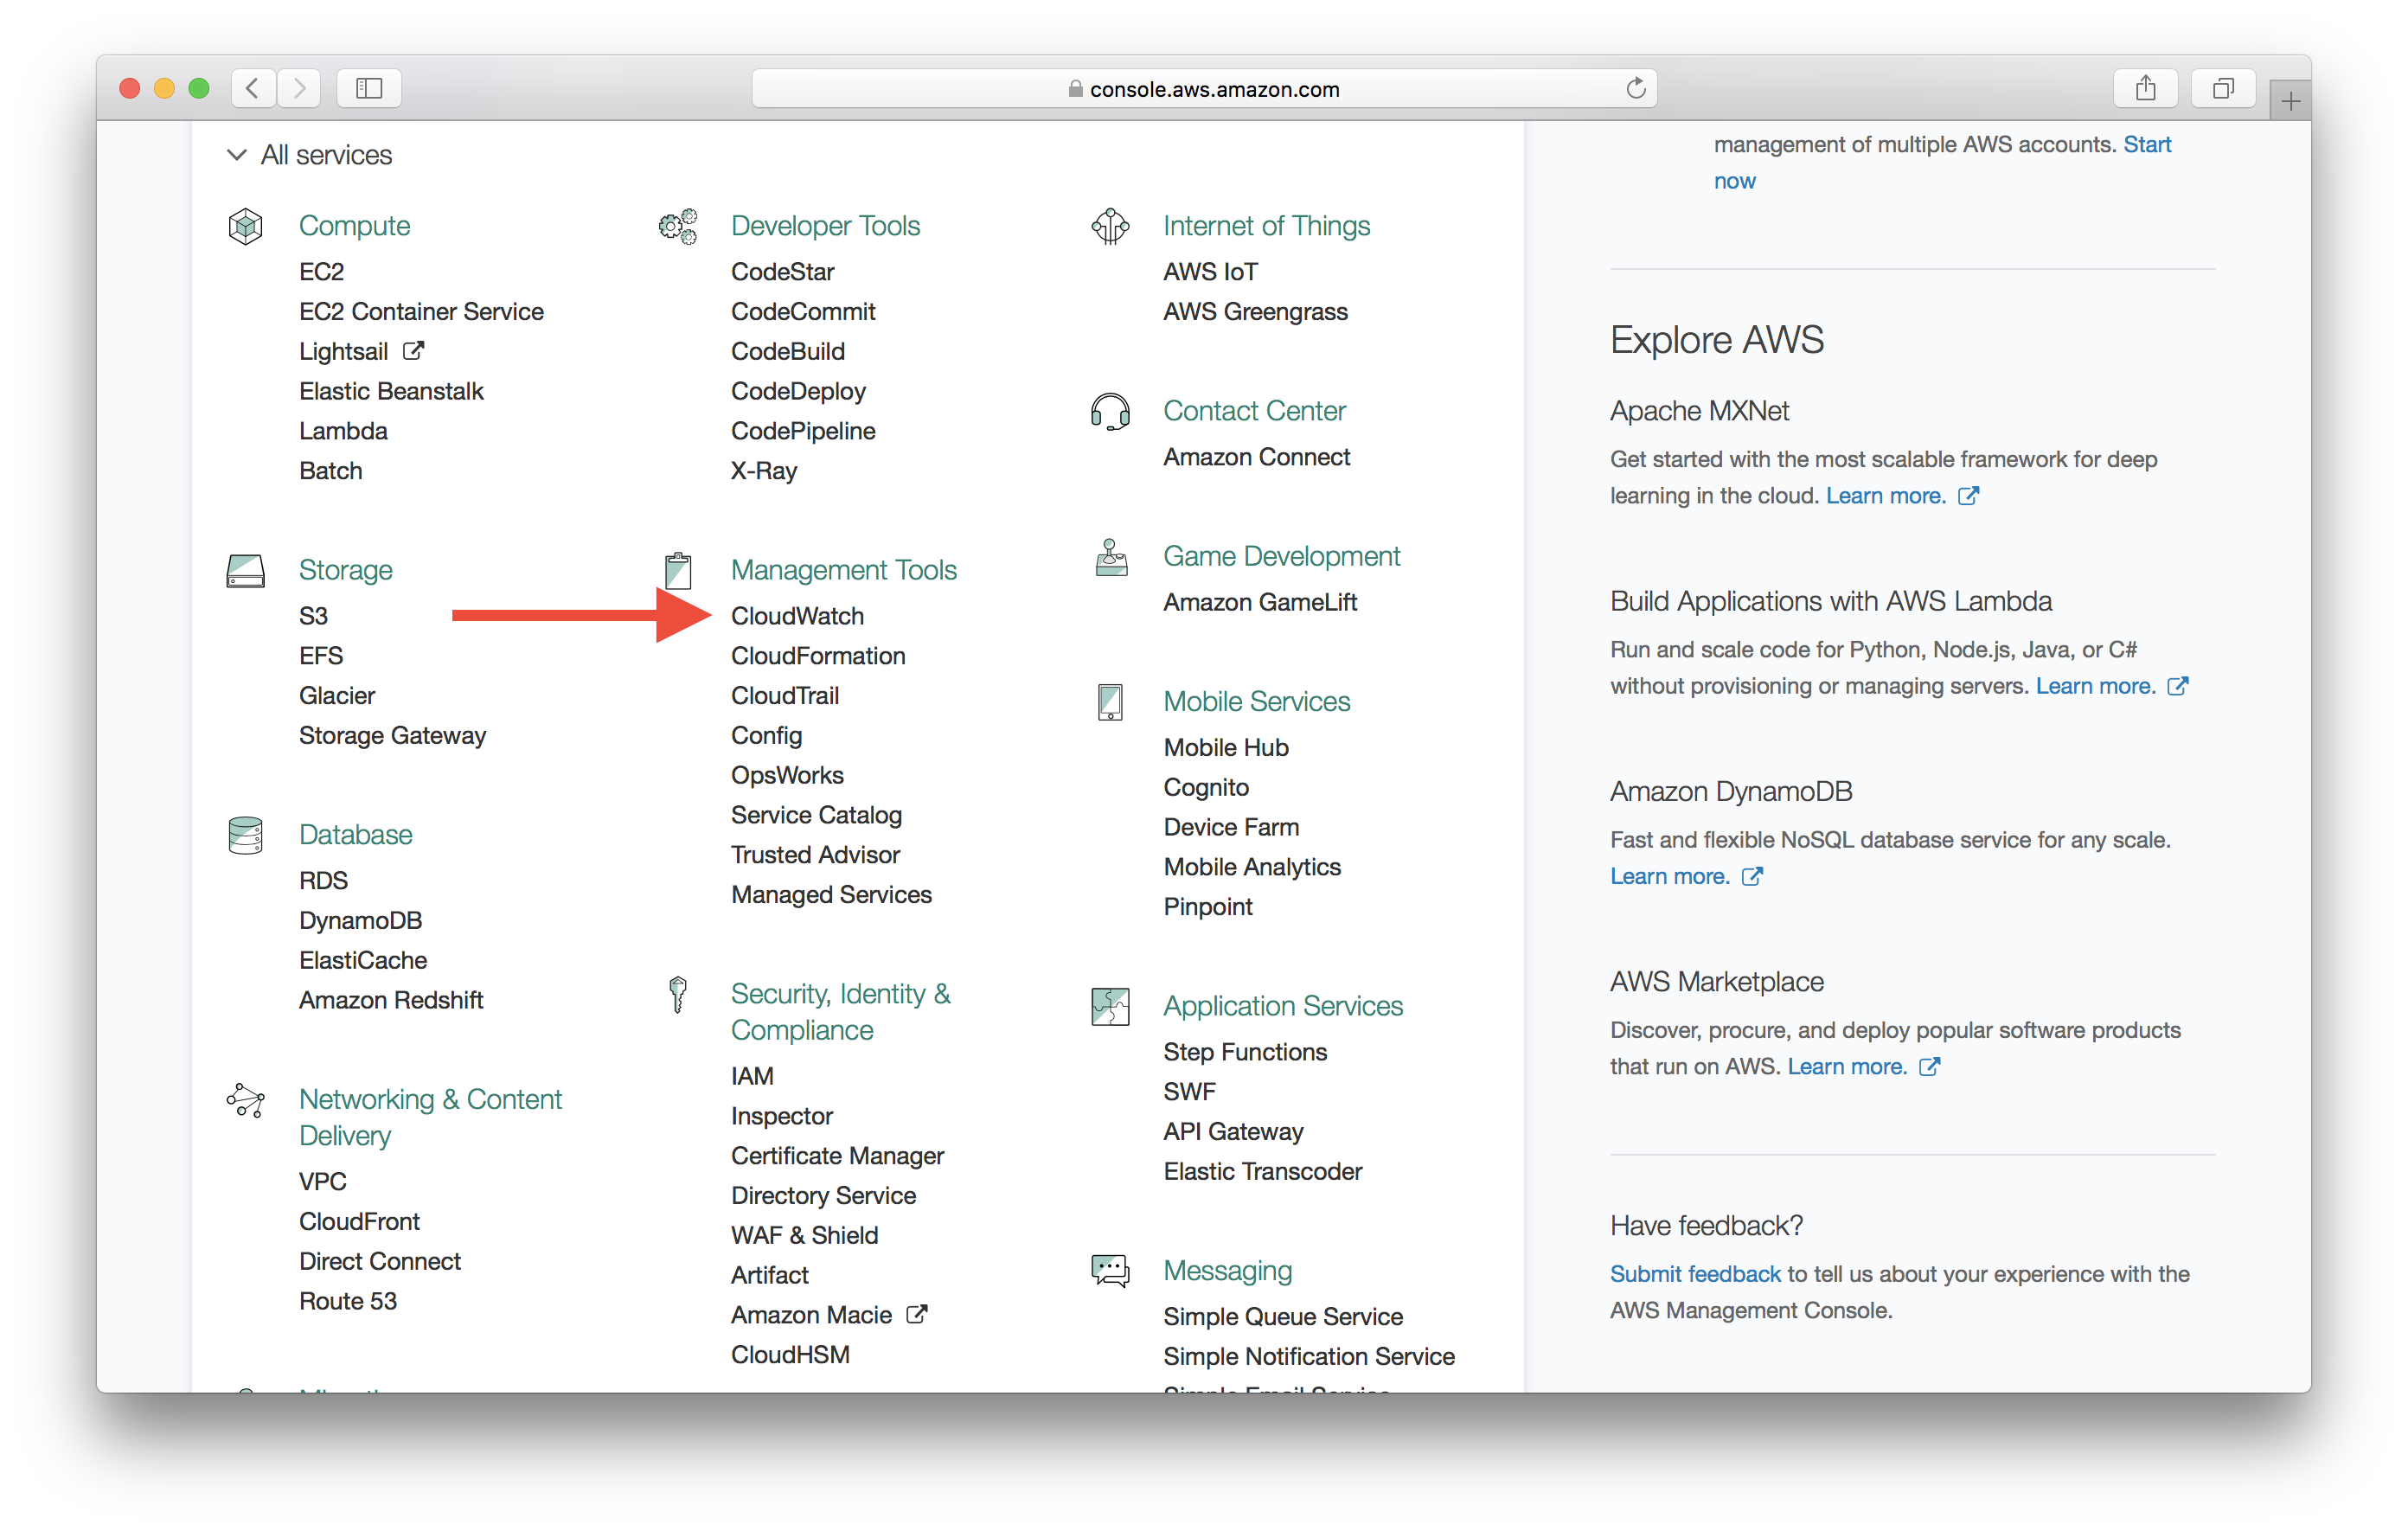 console.aws.amazon.com
All services
Compute
EC2
EC2 Container Service
Lightsail
Elastic Beanstalk
Lambda
Batch
Storage
S3
EFS
Glacier
Storage Gateway
Database
RDS
DynamoDB
ElastiCache
Amazon Redshift
Networking & Content
Delivery
VPC
CloudFront
Direct Connect
Route 53
Developer Tools
CodeStar
CodeCommit
CodeBuild
CodeDeploy
CodePipeline
X-Ray
Management Tools
CloudWatch
CloudFormation
CloudTrail
Config
OpsWorks
Service Catalog
Trusted Advisor
Managed Services
Security, Identity &
Compliance
IAM
Inspector
Certificate Manager
Directory Service
WAF & Shield
Artifact
Amazon Macie
CloudHSM
Internet of Things
AWS IoT
AWS Greengrass
Contact Center
Amazon Connect
Game Development
Amazon GameLift
Mobile Services
Mobile Hub
Cognito
Device Farm
Mobile Analytics
Pinpoint
Application Services
Step Functions
SWF
API Gateway
Elastic Transcoder
Messaging
Simple Queue Service
Simple Notification Service
Simple Email Service
management of multiple AWS accounts. Start
now
Explore AWS
Apache MXNet
Get started with the most scalable framework for deep
learning in the cloud. Learn more.
Build Applications with AWS Lambda
Run and scale code for Python, Node.js, Java, or C#
without provisioning or managing servers. Learn more.
Amazon DynamoDB
Fast and flexible NoSQL database service for any scale.
Learn more.
AWS Marketplace
Discover, procure, and deploy popular software products
that run on AWS. Learn more.
Have feedback?
Submit feedback to tell us about your experience with the
AWS Management Console.